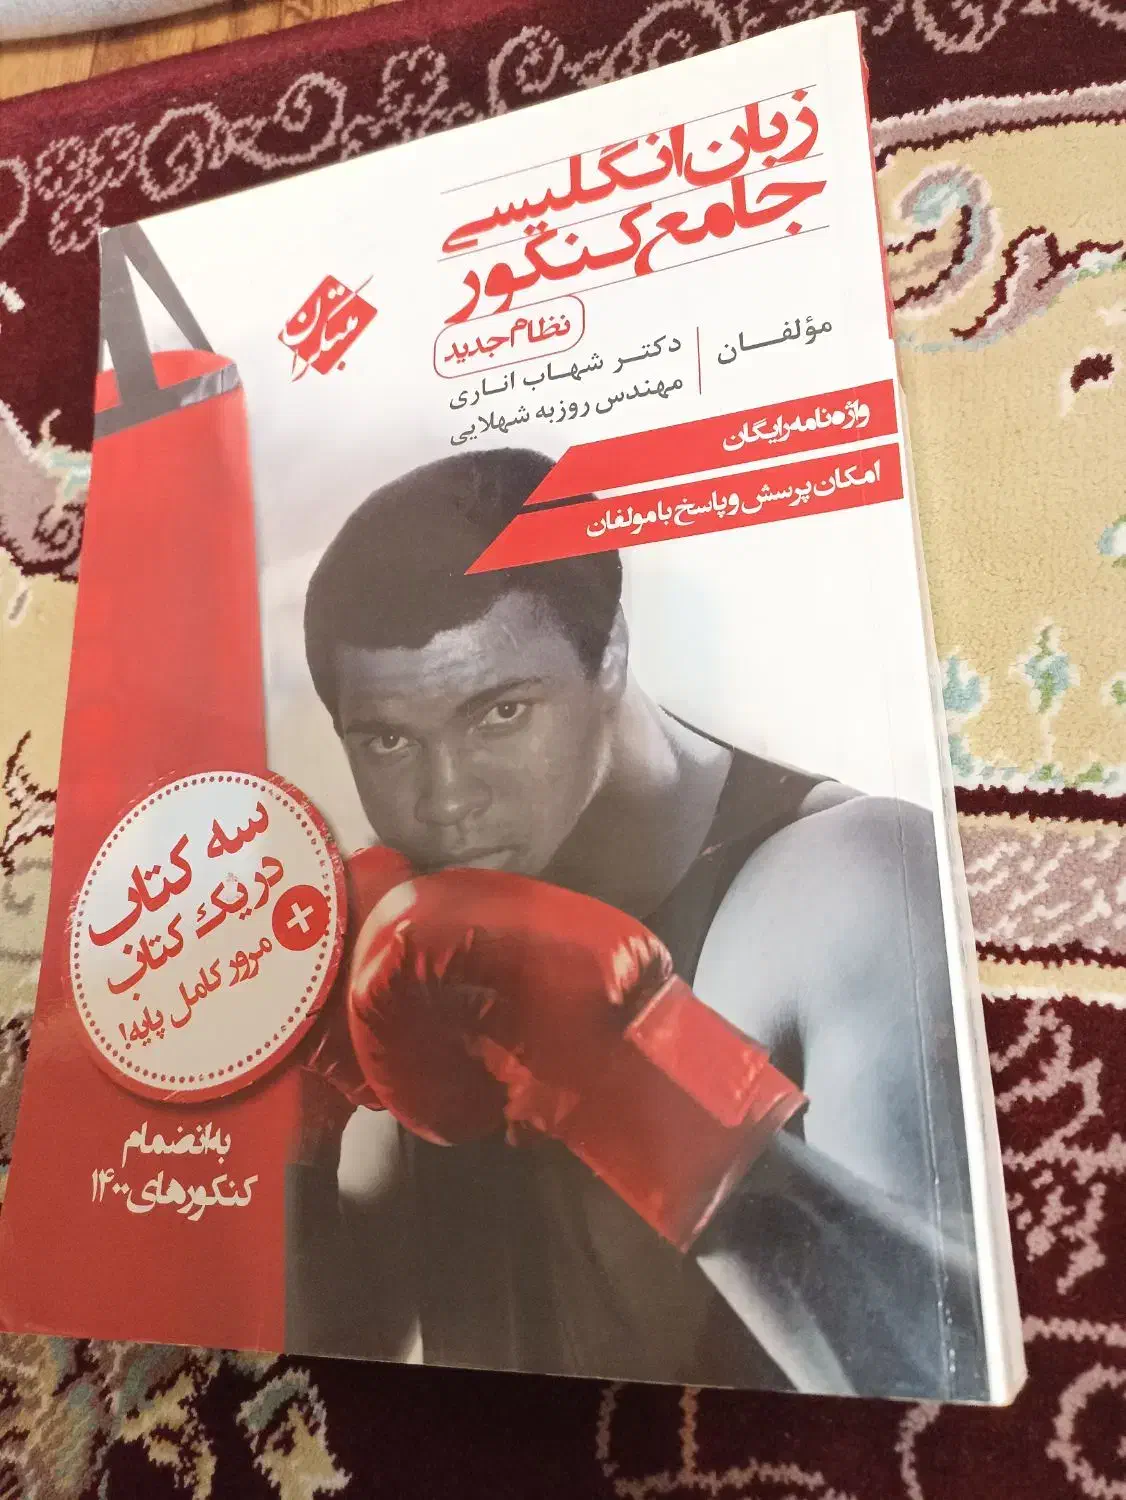 زبان انگلیسی
جامع کنکور
نظام جدید
مبتکران
مؤلفان
دکتر شهاب اناری
مهندس روزبه شهلایی
واژه‌نامه رایگان
امکان پرسش و پاسخ با مولفان
سه کتاب
در یک کتاب
+
مرور کامل پایه!
به انضمام
کنکورهای ۱۴۰۰